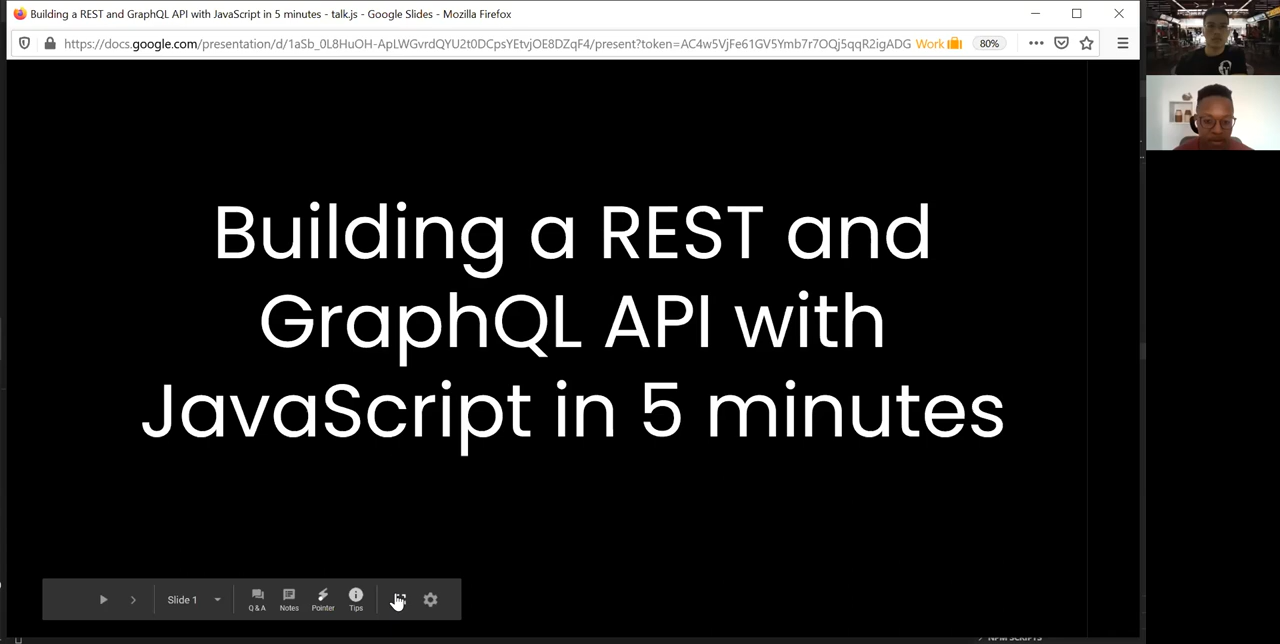 Building a REST and GraphQL API with JavaScript in 5 minutes - talk.js - Google Slides - Mozilla Firefox
https://docs.google.com/presentation/d/1aSb_0L8HuOH-ApLWGvrdQYU2t0DCpsYEtvjOE8DZqF4/present?token=AC4w5VjFe61GV5Ymb7r7OQj5qqR2igADG
Work
80%
Building a REST and
GraphQL API with
JavaScript in 5 minutes
Slide 1
Q & A
Notes
Pointer
Tips
NPM SCRIPTS